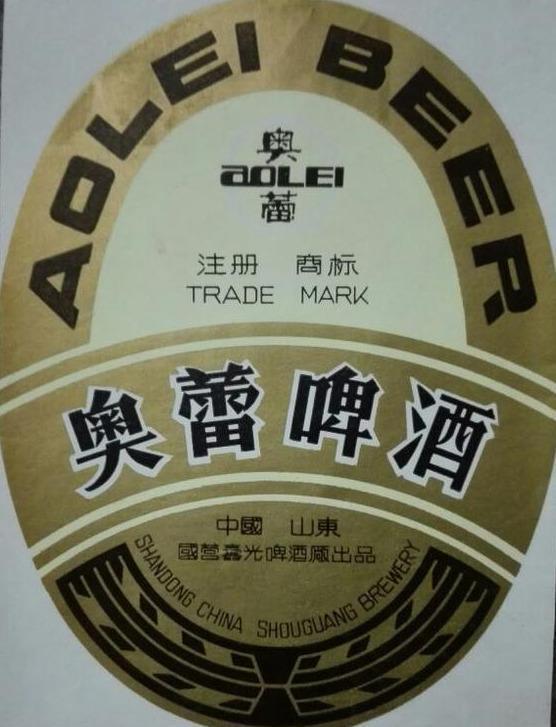 AOLEI BEER
奥
aOLEI
蕾
注册 商标
TRADE MARK
奥蕾啤酒
中國 山東
國营壽光啤酒廠出品
SHANDONG CHINA SHOUGUANG BREWERY